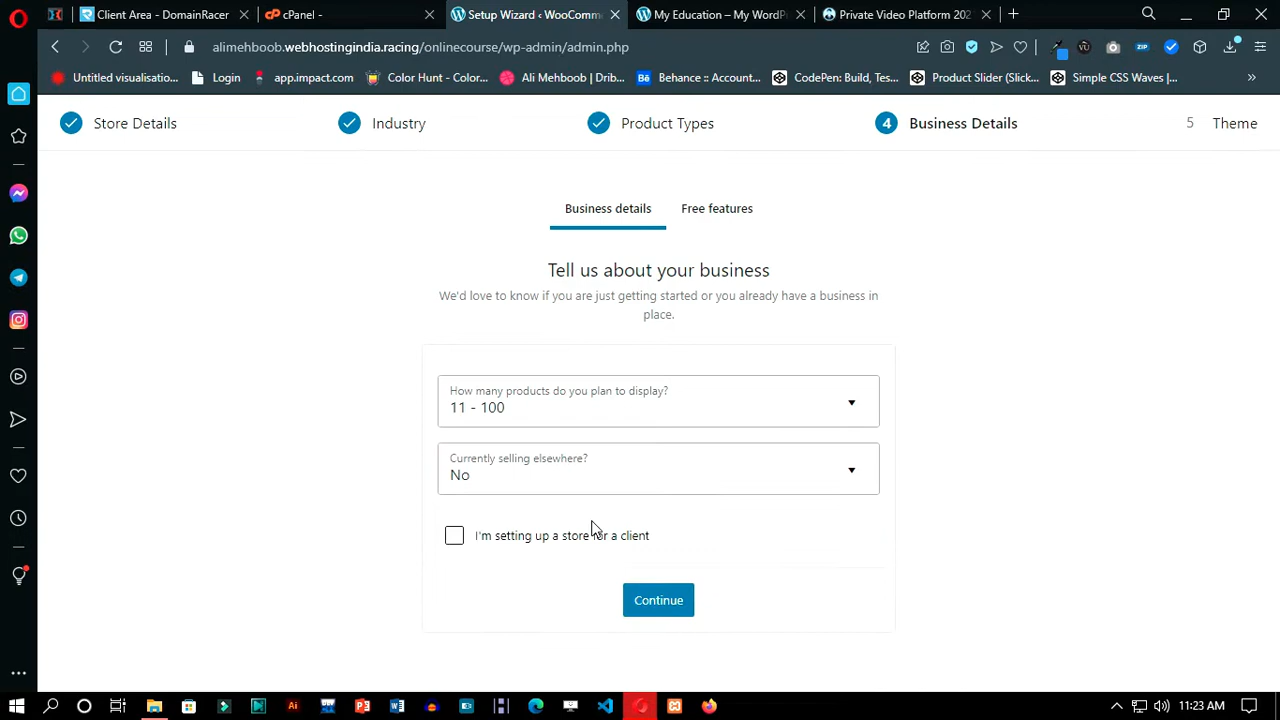 Client Area - DomainRacer
cPanel -
Setup Wizard ‹ WooComme
My Education – My WordPr
Private Video Platform 202
alimehboob.webhostingindia.racing/onlinecourse/wp-admin/admin.php
Untitled visualisatio...
Login
app.impact.com
Color Hunt - Color...
Ali Mehboob | Drib...
Behance :: Account...
CodePen: Build, Tes...
Product Slider (Slick...
Simple CSS Waves |...
Store Details
Industry
Product Types
4 Business Details
5 Theme
Business details
Free features
Tell us about your business
We'd love to know if you are just getting started or you already have a business in
place.
How many products do you plan to display?
11 - 100
Currently selling elsewhere?
No
I'm setting up a store for a client
Continue
11:23 AM